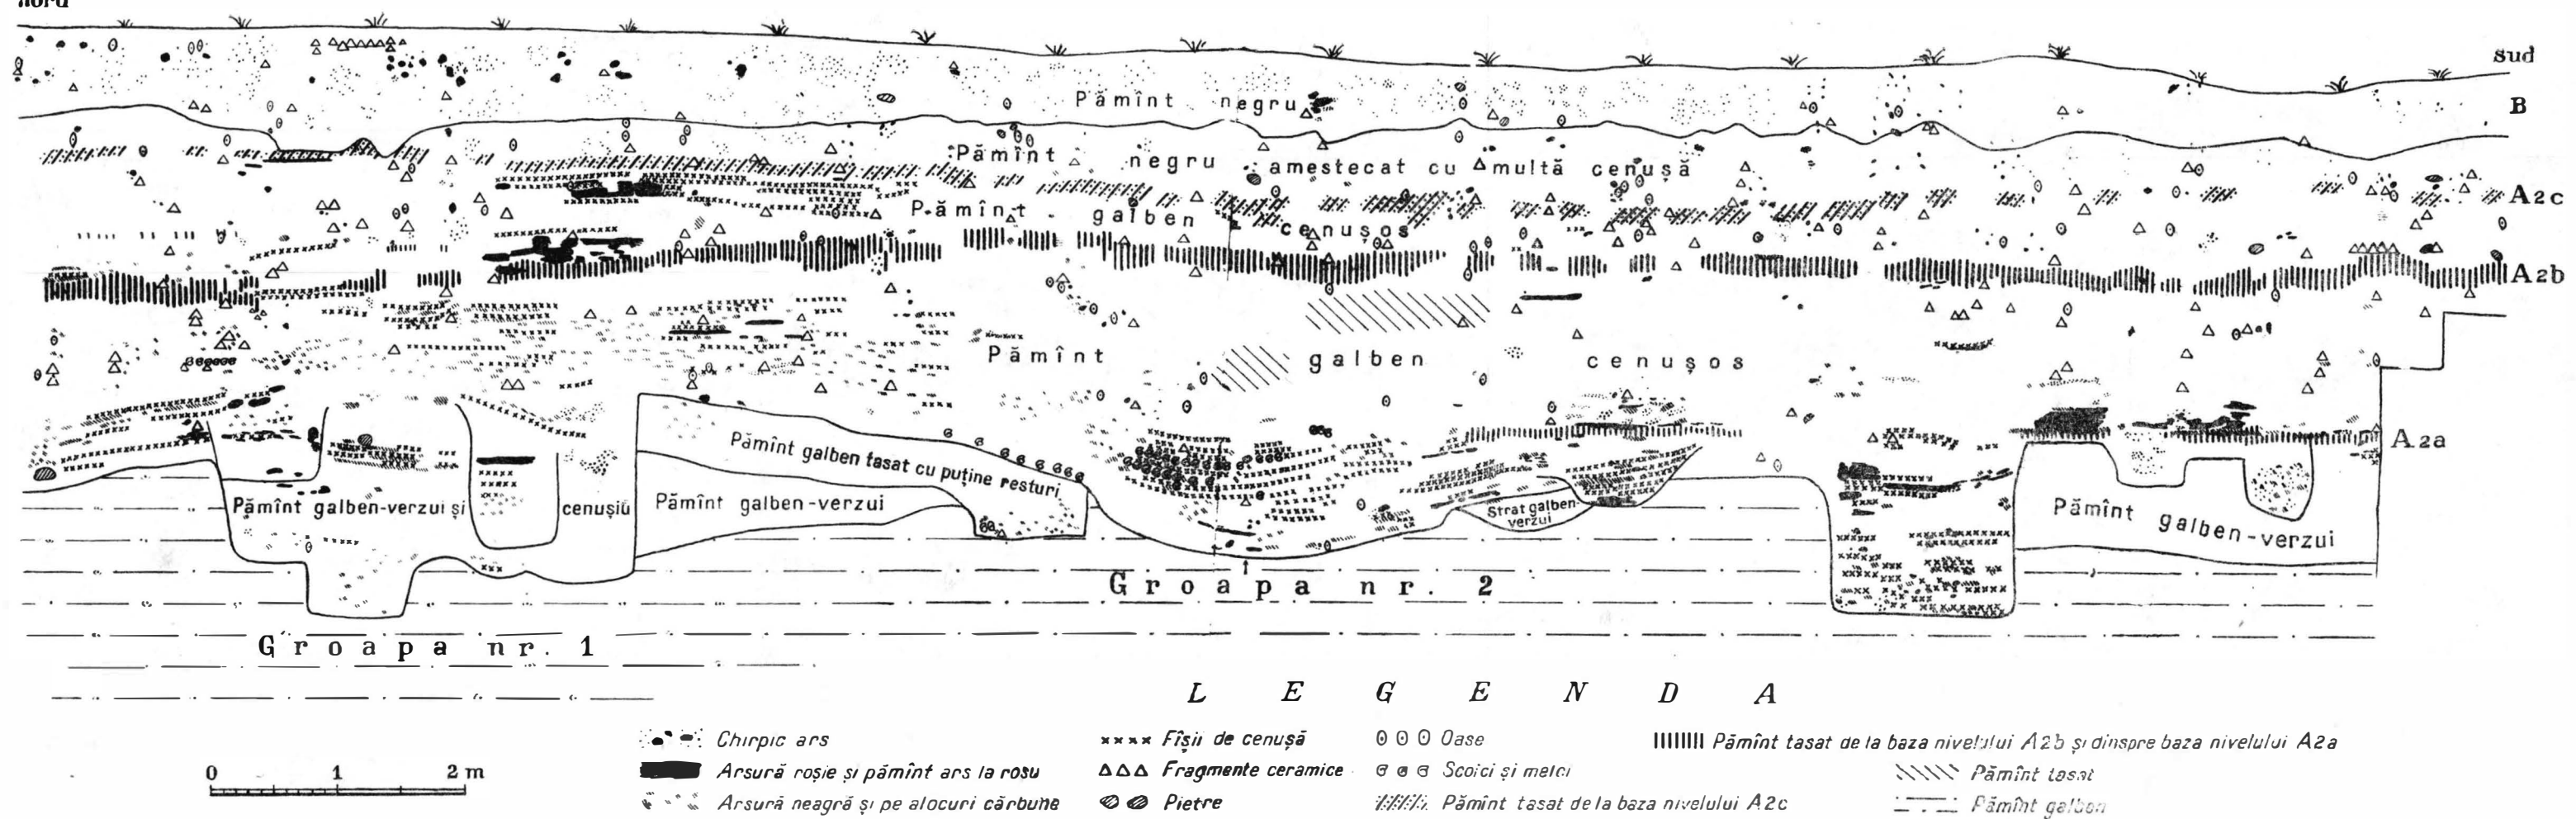 nord
sud
Pămînt negru
B
Pămînt negru amestecat cu multă cenușă
A2c
Pămînt galben cenușos
A2b
Pămînt galben cenușos
A2a
Pămînt galben tasat cu puține resturi
Pămînt galben-verzui și cenușiu
Pămînt galben-verzui
Strat galben-
verzui
Pămînt galben-verzui
Groapa nr. 2
Groapa nr. 1
LEGENDA
0 1 2 m
Chirpic ars
Arsură roșie și pămînt ars la roșu
Arsură neagră și pe alocuri cărbune
Fîșii de cenușă
Fragmente ceramice
Pietre
Oase
Scoici și melci
Pămînt tasat de la baza nivelului A2c
Pămînt tasat de la baza nivelului A2b și dinspre baza nivelului A2a
Pămînt tasat
Pămînt galben